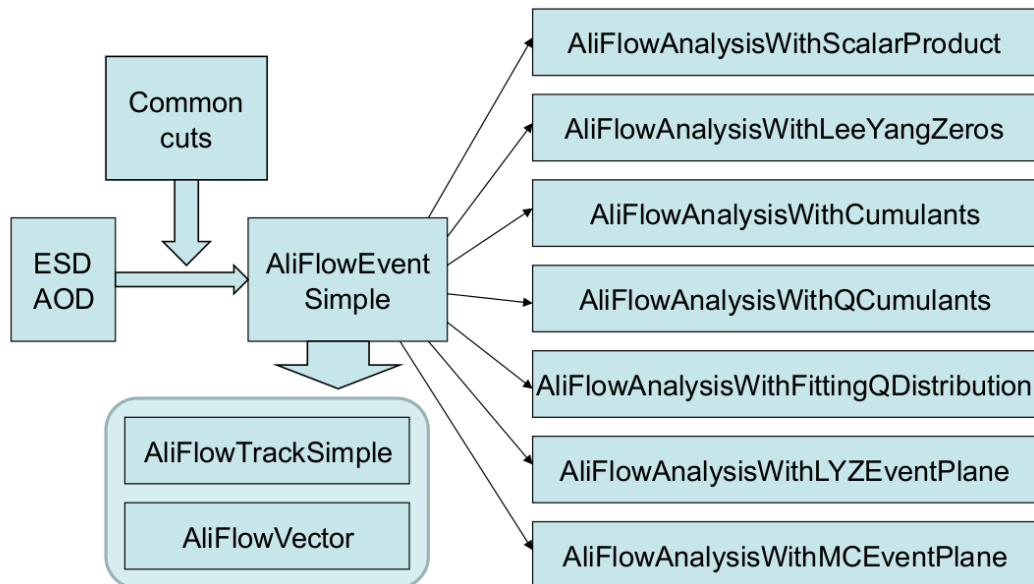 Common
cuts
ESD
AOD
AliFlowEvent
Simple
AliFlowTrackSimple
AliFlowVector
AliFlowAnalysisWithScalarProduct
AliFlowAnalysisWithLeeYangZeros
AliFlowAnalysisWithCumulants
AliFlowAnalysisWithQCumulants
AliFlowAnalysisWithFittingQDistribution
AliFlowAnalysisWithLYZEventPlane
AliFlowAnalysisWithMCEventPlane